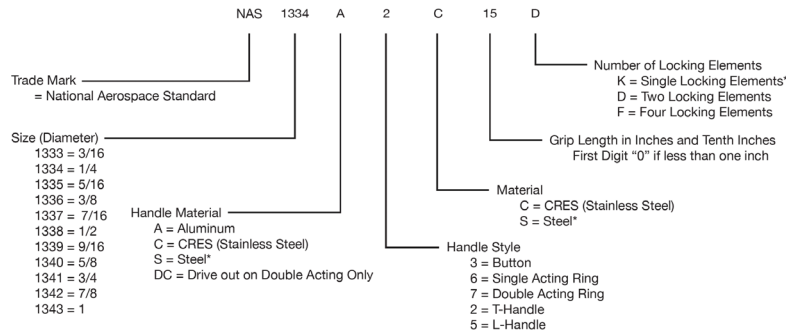 NAS 1334 A 2 C 15 D
Number of Locking Elements
K = Single Locking Elements*
D = Two Locking Elements
F = Four Locking Elements
Trade Mark
= National Aerospace Standard
Grip Length in Inches and Tenth Inches
First Digit “0” if less than one inch
Size (Diameter)
1333 = 3/16
1334 = 1/4
1335 = 5/16
1336 = 3/8
1337 = 7/16
1338 = 1/2
1339 = 9/16
1340 = 5/8
1341 = 3/4
1342 = 7/8
1343 = 1
Material
C = CRES (Stainless Steel)
S = Steel*
Handle Material
A = Aluminum
C = CRES (Stainless Steel)
S = Steel*
DC = Drive out on Double Acting Only
Handle Style
3 = Button
6 = Single Acting Ring
7 = Double Acting Ring
2 = T-Handle
5 = L-Handle